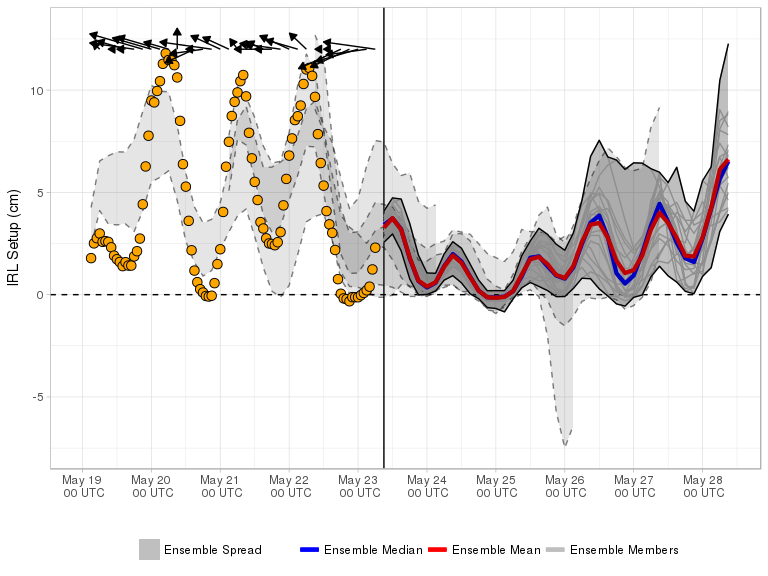 IRL Setup (cm)
10
5
0
-5
May 19 May 20 May 21 May 22 May 23 May 24 May 25 May 26 May 27 May 28
00 UTC 00 UTC 00 UTC 00 UTC 00 UTC 00 UTC 00 UTC 00 UTC 00 UTC 00 UTC
Ensemble Spread Ensemble Median Ensemble Mean Ensemble Members